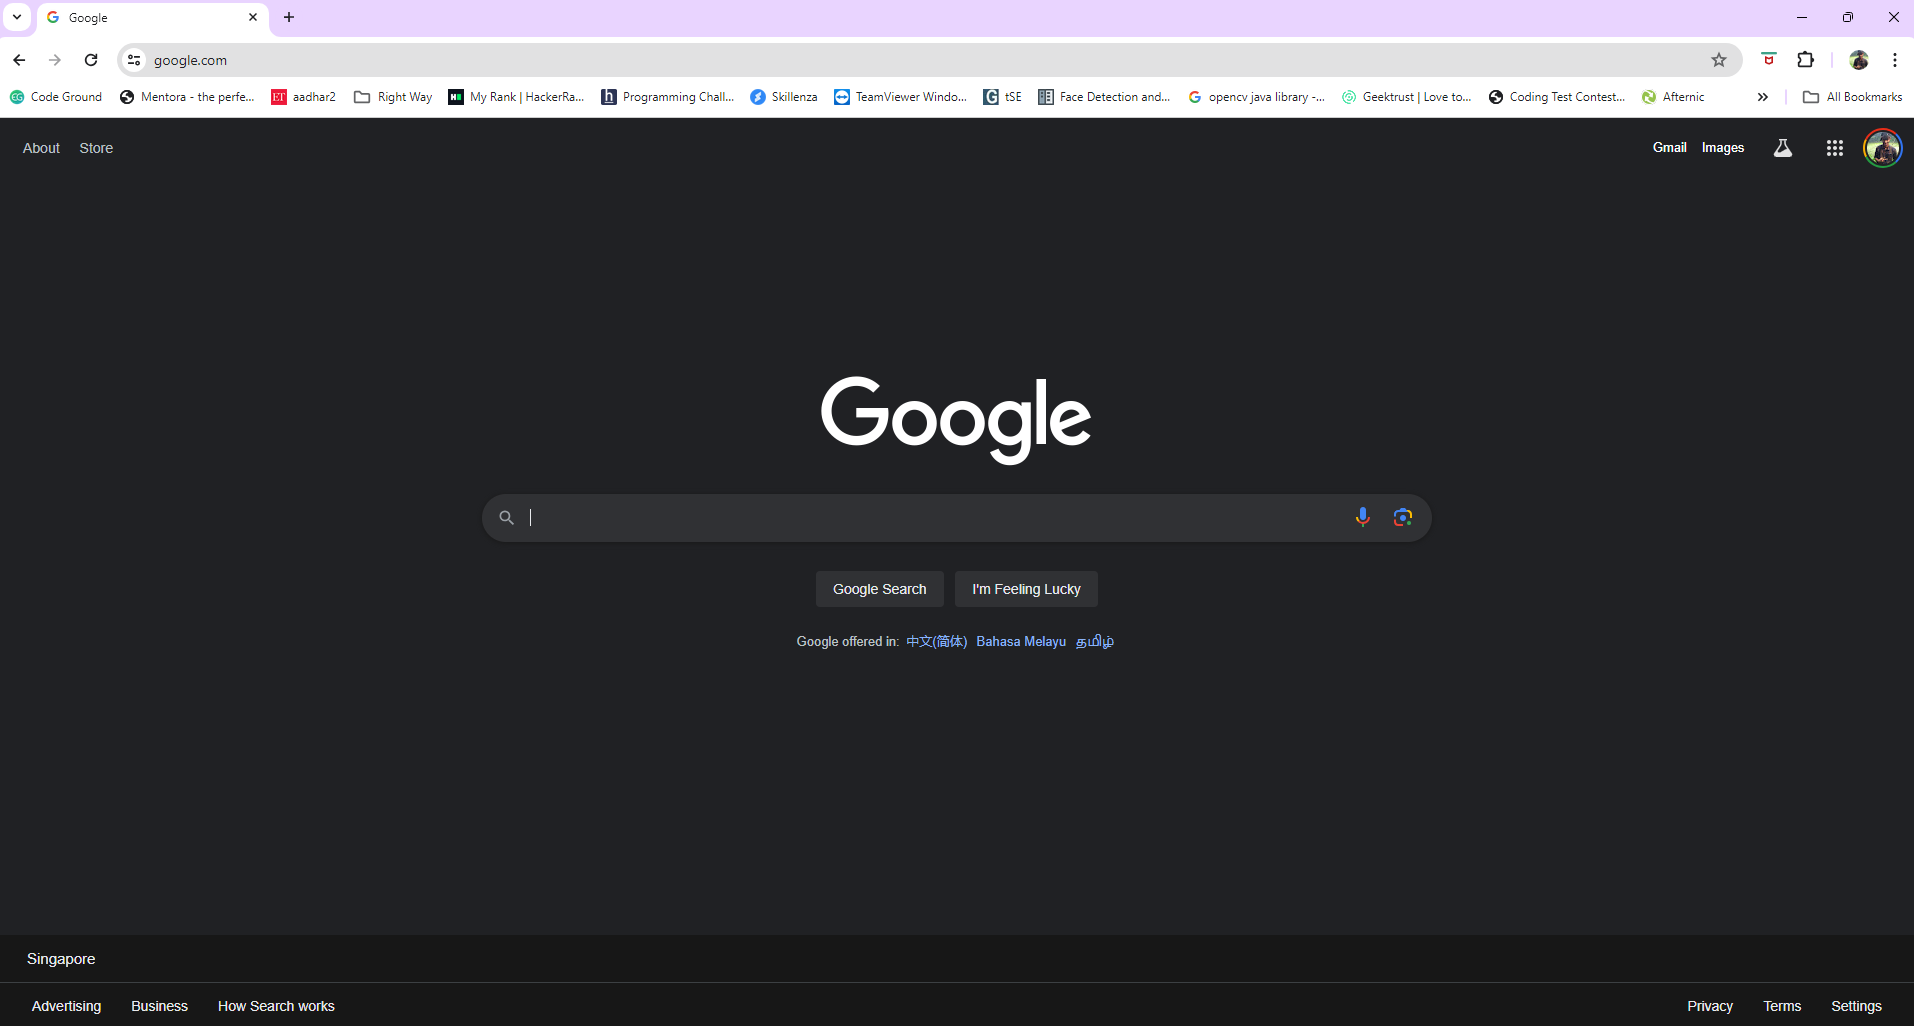 Google
google.com
Code Ground Mentora - the perfe... aadhar2 Right Way My Rank | HackerRa... Programming Chall... Skillenza TeamViewer Windo... tSE Face Detection and... opencv java library -... Geektrust | Love to... Coding Test Contest... Afternic All Bookmarks
About Store Gmail Images
Google
Google Search I'm Feeling Lucky
Google offered in: 中文(简体) Bahasa Melayu தமிழ்
Singapore
Advertising Business How Search works Privacy Terms Settings